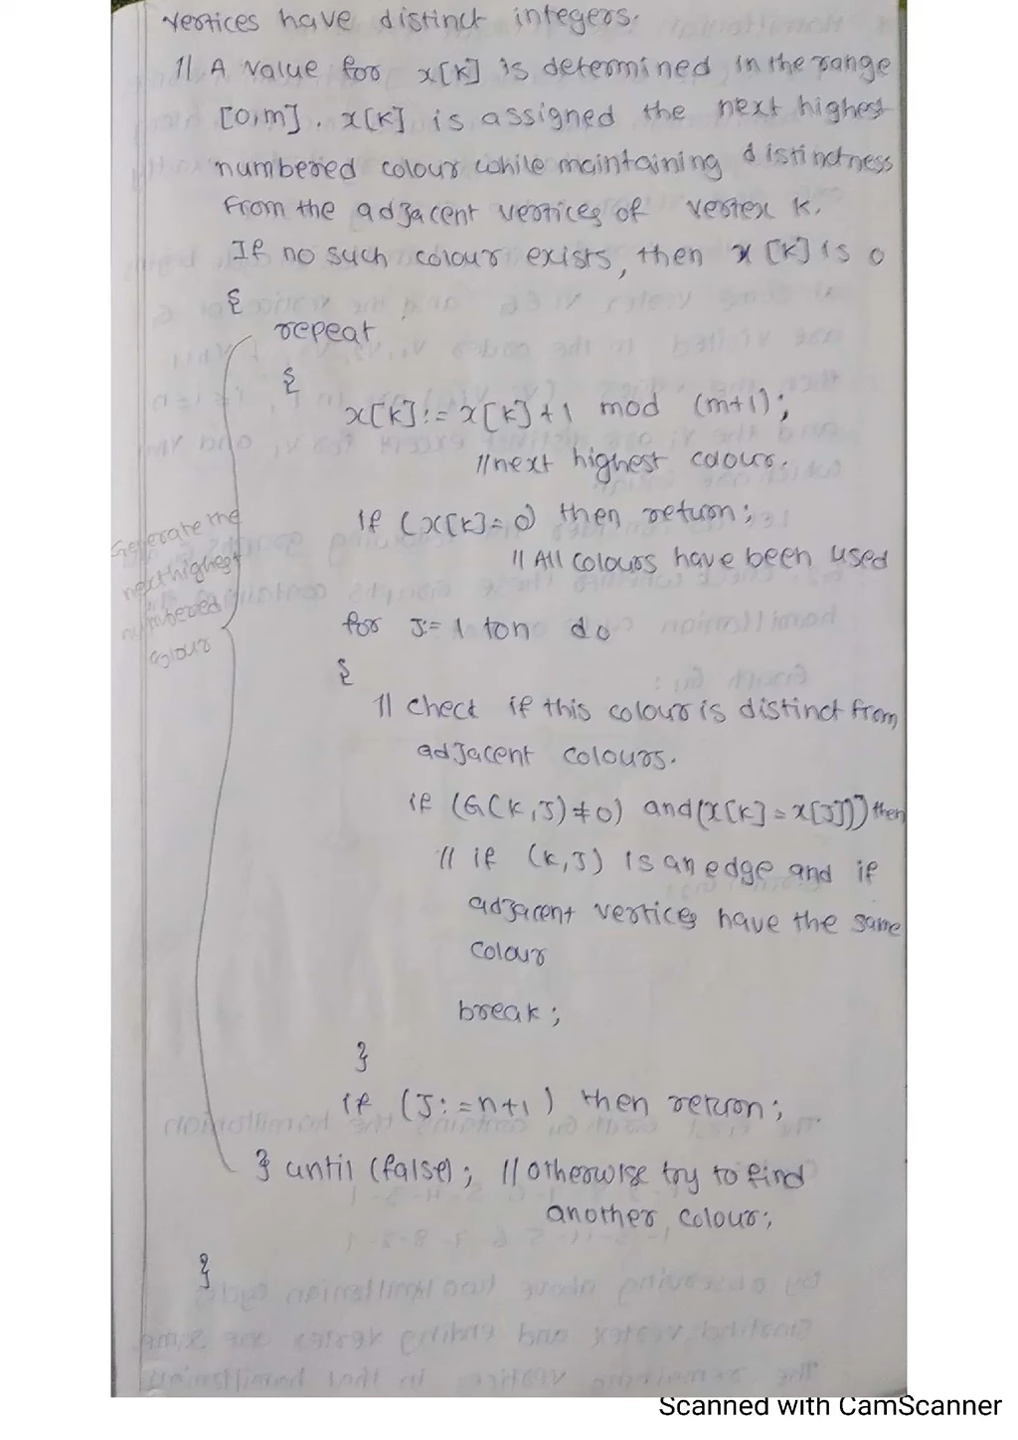 vertices have distinct integers.
// A value for x[k] is determined in the range
[0,m]. x[k] is assigned the next highest
numbered colour while maintaining distinctness
from the adjacent vertices of vertex k.
If no such colour exists, then x[k] is 0
{
repeat
{
x[k]:= x[k]+1 mod (m+1);
//next highest colour.
if (x[k]=0) then return;
// All colours have been used
Generate the
next highest
numbered
colour
for J:= 1 to n do
{
// check if this colour is distinct from
adjacent colours.
if (G(k,J)≠0) and(x[k]=x[J])) then
// if (k,J) is an edge and if
adjacent vertices have the same
colour
break;
}
if (J:=n+1) then return;
} until (false); // otherwise try to find
another colour;
}
Scanned with CamScanner